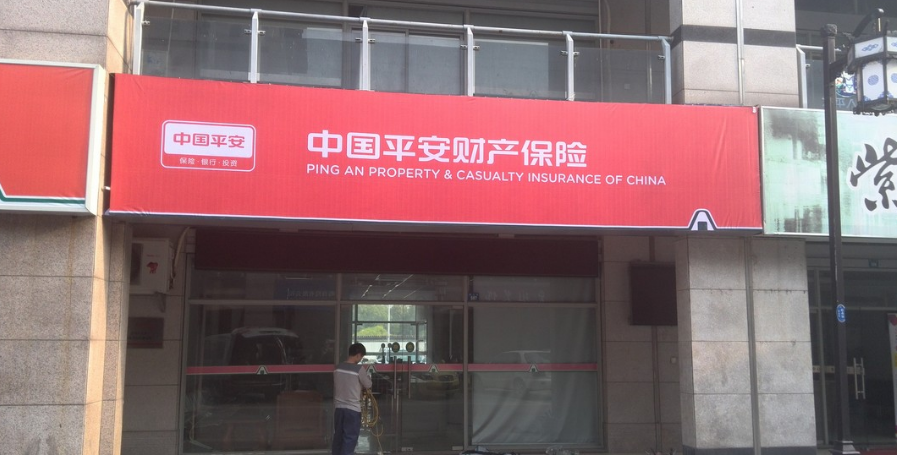 中国平安
保险·银行·投资
中国平安财产保险
PING AN PROPERTY & CASUALTY INSURANCE OF CHINA
紫